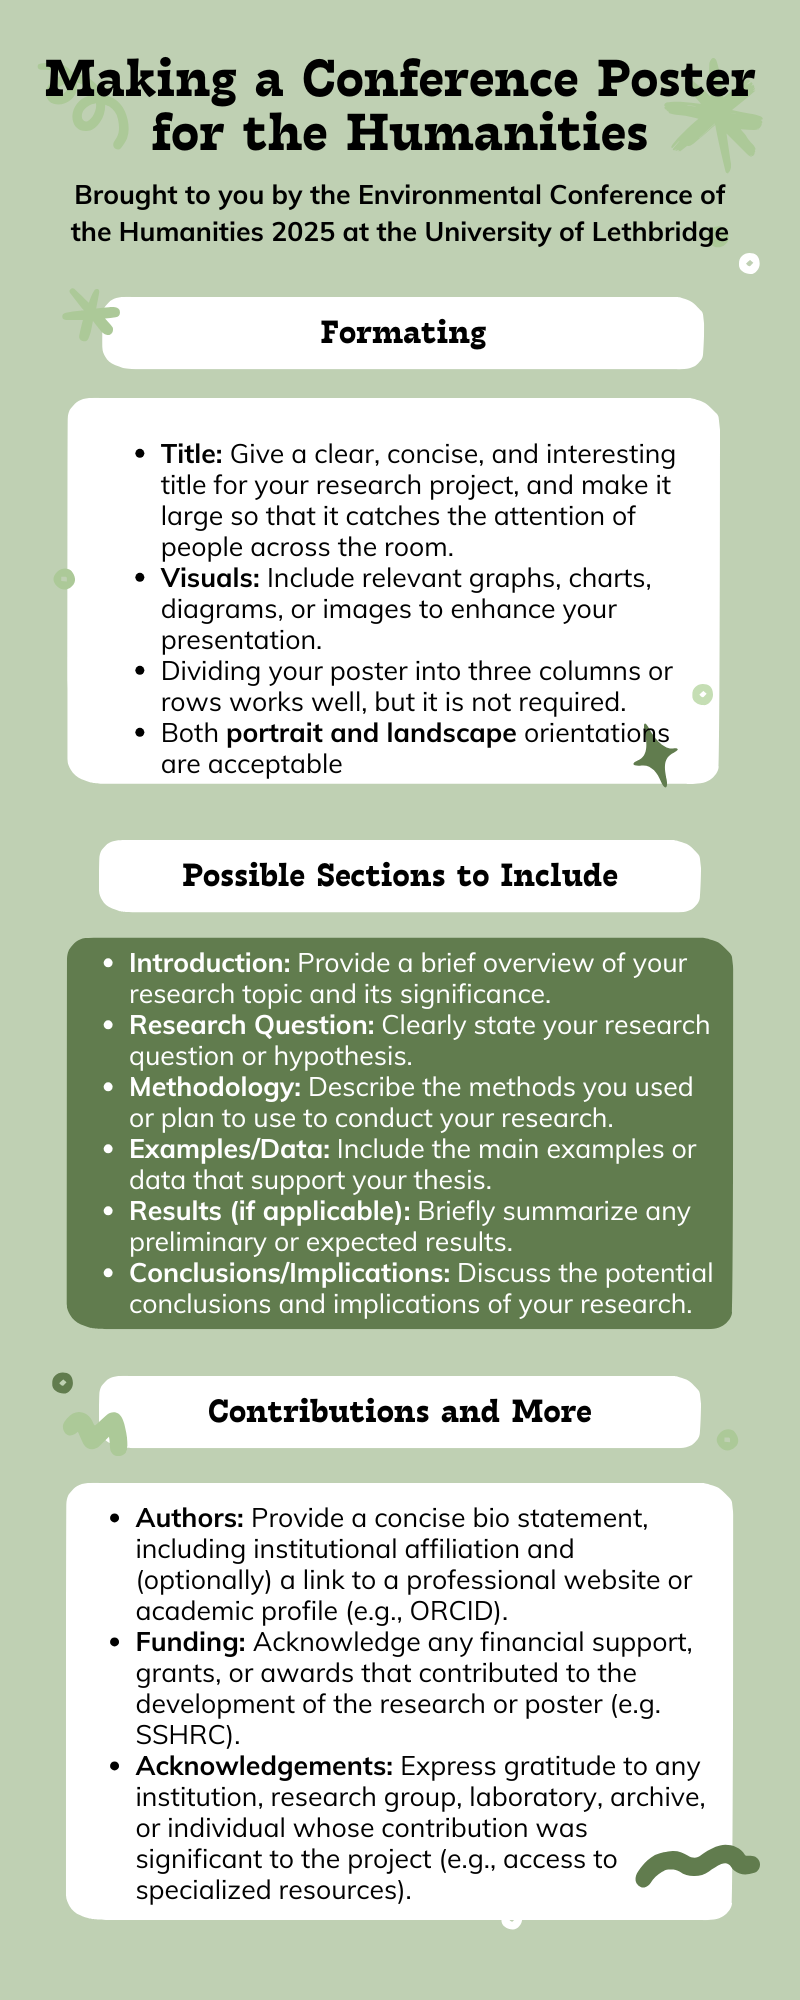 Making a Conference Poster
for the Humanities
Brought to you by the Environmental Conference of
the Humanities 2025 at the University of Lethbridge
Formating
• Title: Give a clear, concise, and interesting
title for your research project, and make it
large so that it catches the attention of
people across the room.
• Visuals: Include relevant graphs, charts,
diagrams, or images to enhance your
presentation.
• Dividing your poster into three columns or
rows works well, but it is not required.
• Both portrait and landscape orientations
are acceptable
Possible Sections to Include
• Introduction: Provide a brief overview of your
research topic and its significance.
• Research Question: Clearly state your research
question or hypothesis.
• Methodology: Describe the methods you used
or plan to use to conduct your research.
• Examples/Data: Include the main examples or
data that support your thesis.
• Results (if applicable): Briefly summarize any
preliminary or expected results.
• Conclusions/Implications: Discuss the potential
conclusions and implications of your research.
Contributions and More
• Authors: Provide a concise bio statement,
including institutional affiliation and
(optionally) a link to a professional website or
academic profile (e.g., ORCID).
• Funding: Acknowledge any financial support,
grants, or awards that contributed to the
development of the research or poster (e.g.
SSHRC).
• Acknowledgements: Express gratitude to any
institution, research group, laboratory, archive,
or individual whose contribution was
significant to the project (e.g., access to
specialized resources).